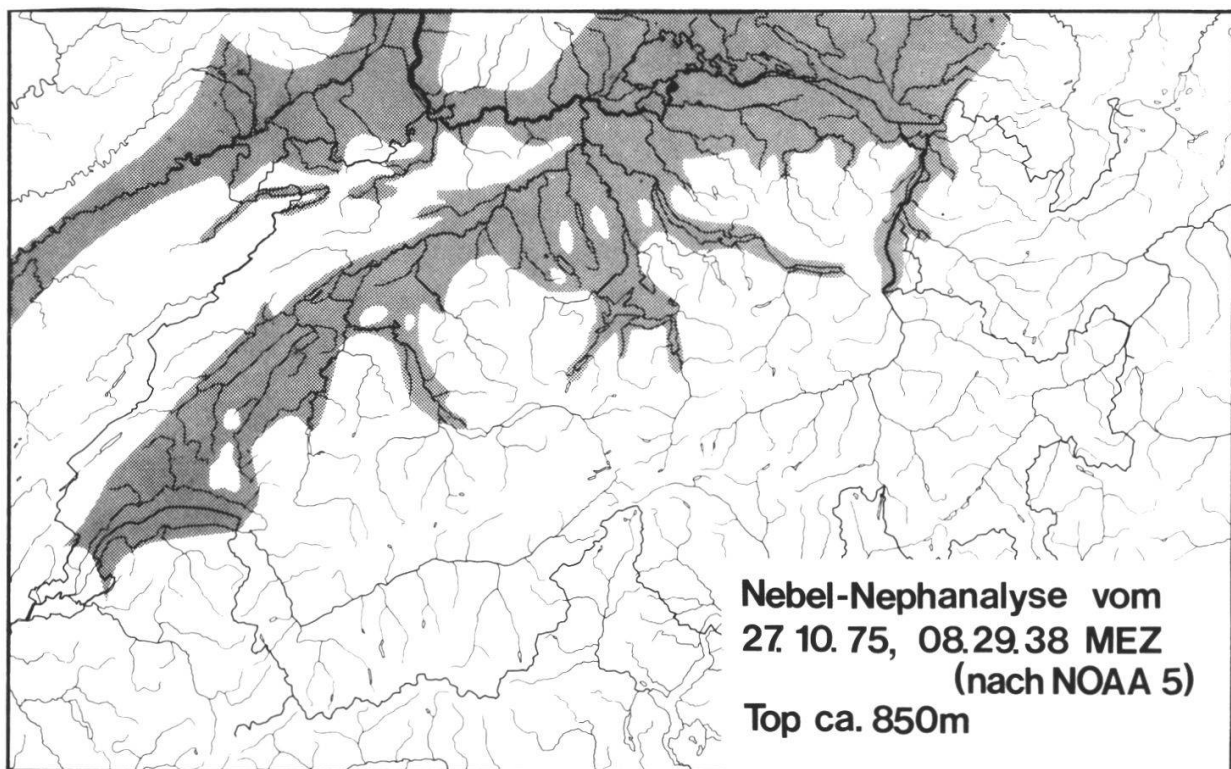 Nebel-Nephanalyse vom
27. 10. 75, 08.29.38 MEZ
(nach NOAA 5)
Top ca. 850m